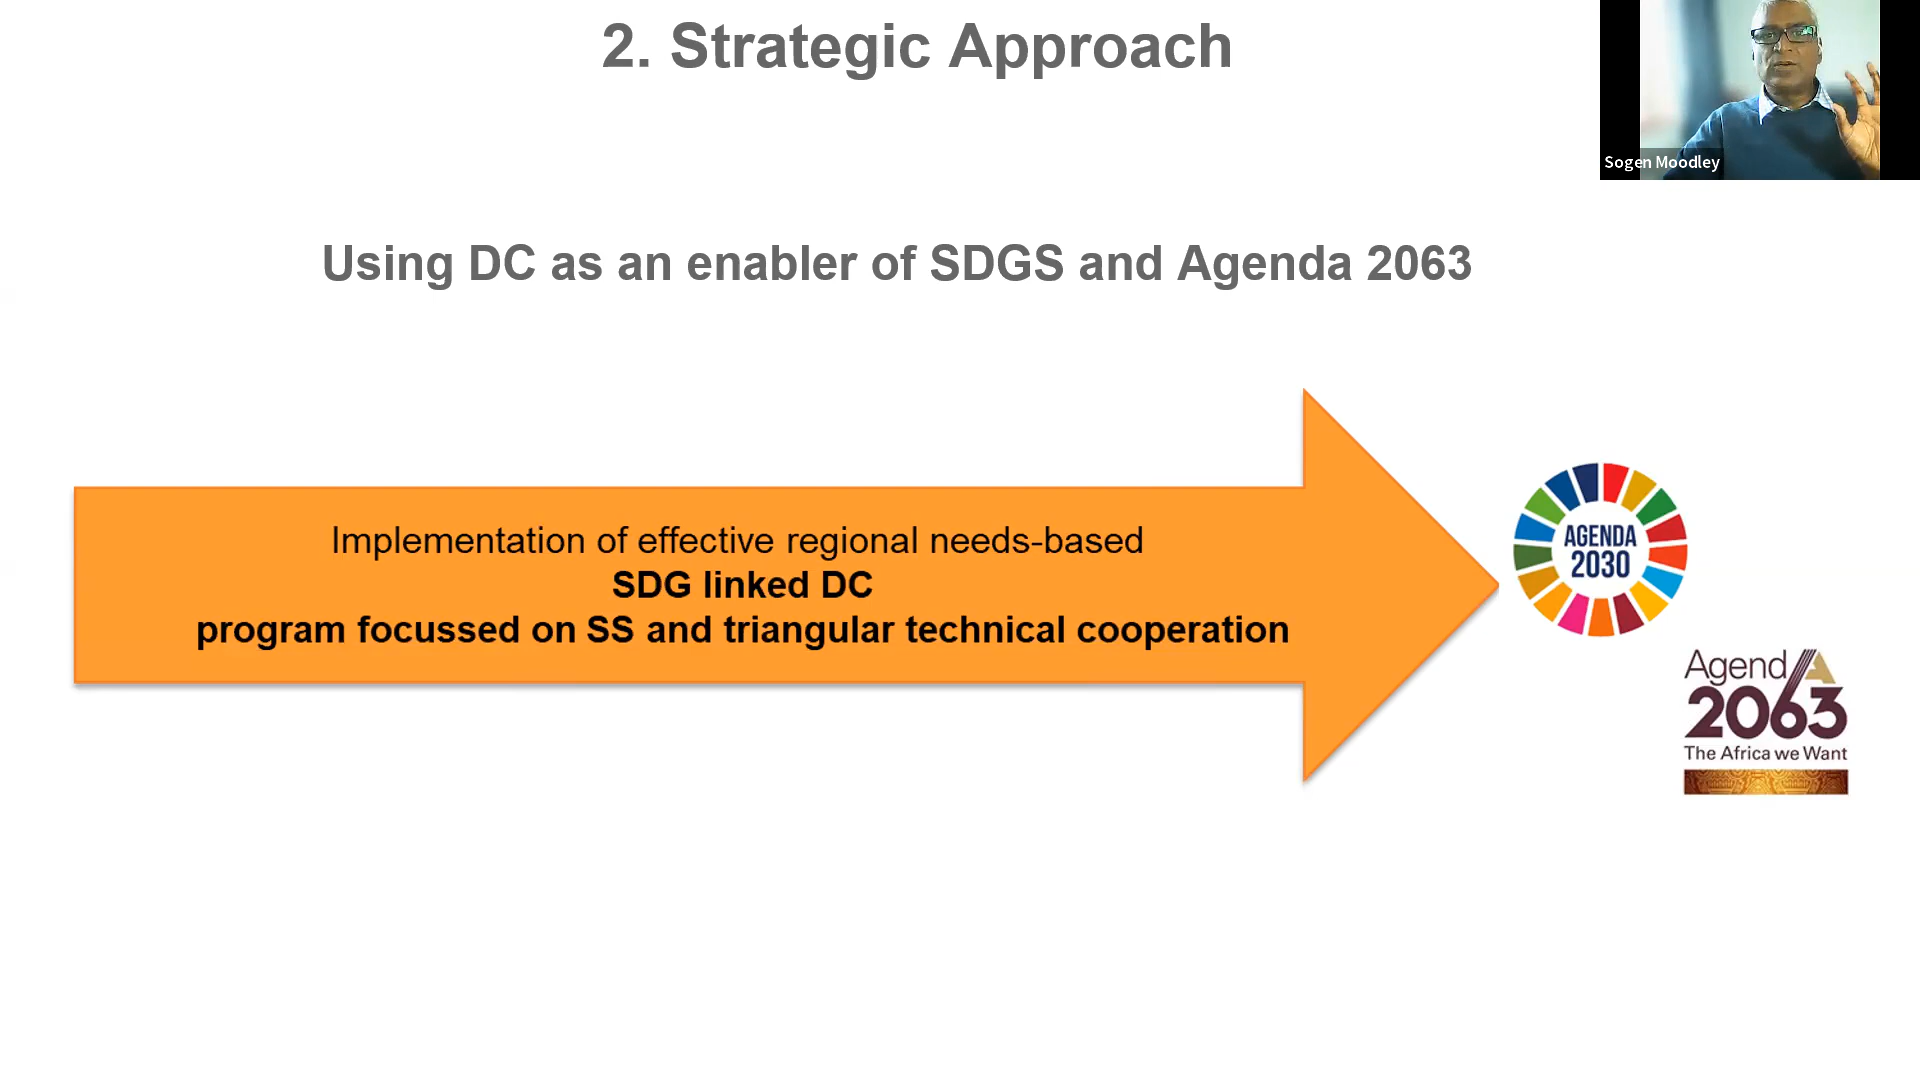 2. Strategic Approach
Sogen Moodley
Using DC as an enabler of SDGS and Agenda 2063
Implementation of effective regional needs-based
SDG linked DC
program focussed on SS and triangular technical cooperation
AGENDA
2030
AgendA
2063
The Africa we Want